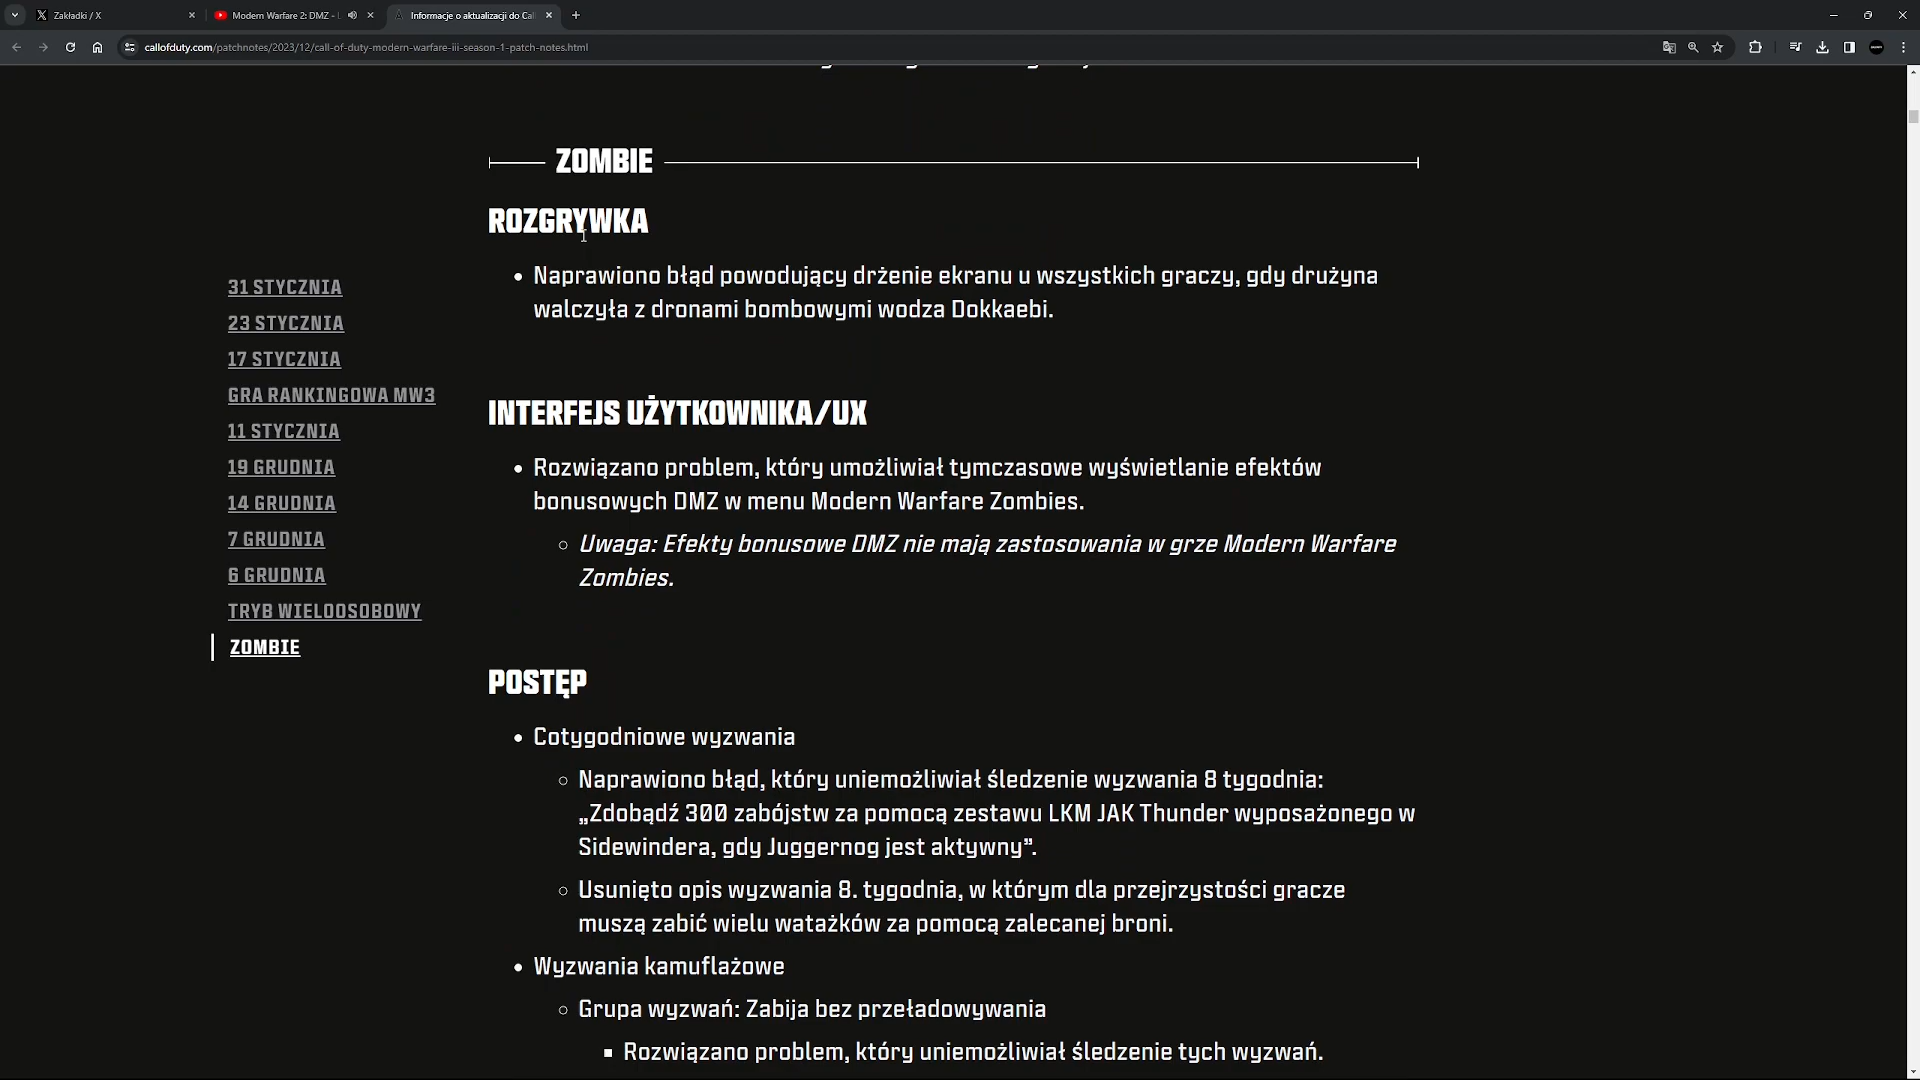 Zakładki / X
Modern Warfare 2: DMZ - L
Informacje o aktualizacji do Cal
callofduty.com/patchnotes/2023/12/call-of-duty-modern-warfare-iii-season-1-patch-notes.html
ZOMBIE
ROZGRYWKA
• Naprawiono błąd powodujący drżenie ekranu u wszystkich graczy, gdy drużyna
walczyła z dronami bombowymi wodza Dokkaebi.
31 STYCZNIA
23 STYCZNIA
17 STYCZNIA
GRA RANKINGOWA MW3
11 STYCZNIA
19 GRUDNIA
14 GRUDNIA
7 GRUDNIA
6 GRUDNIA
TRYB WIELOOSOBOWY
ZOMBIE
INTERFEJS UŻYTKOWNIKA/UX
• Rozwiązano problem, który umożliwiał tymczasowe wyświetlanie efektów
bonusowych DMZ w menu Modern Warfare Zombies.
○ Uwaga: Efekty bonusowe DMZ nie mają zastosowania w grze Modern Warfare
Zombies.
POSTĘP
• Cotygodniowe wyzwania
○ Naprawiono błąd, który uniemożliwiał śledzenie wyzwania 8 tygodnia:
„Zdobądź 300 zabójstw za pomocą zestawu LKM JAK Thunder wyposażonego w
Sidewindera, gdy Juggernog jest aktywny”.
○ Usunięto opis wyzwania 8. tygodnia, w którym dla przejrzystości gracze
muszą zabić wielu watażków za pomocą zalecanej broni.
• Wyzwania kamuflażowe
○ Grupa wyzwań: Zabija bez przeładowywania
▪ Rozwiązano problem, który uniemożliwiał śledzenie tych wyzwań.